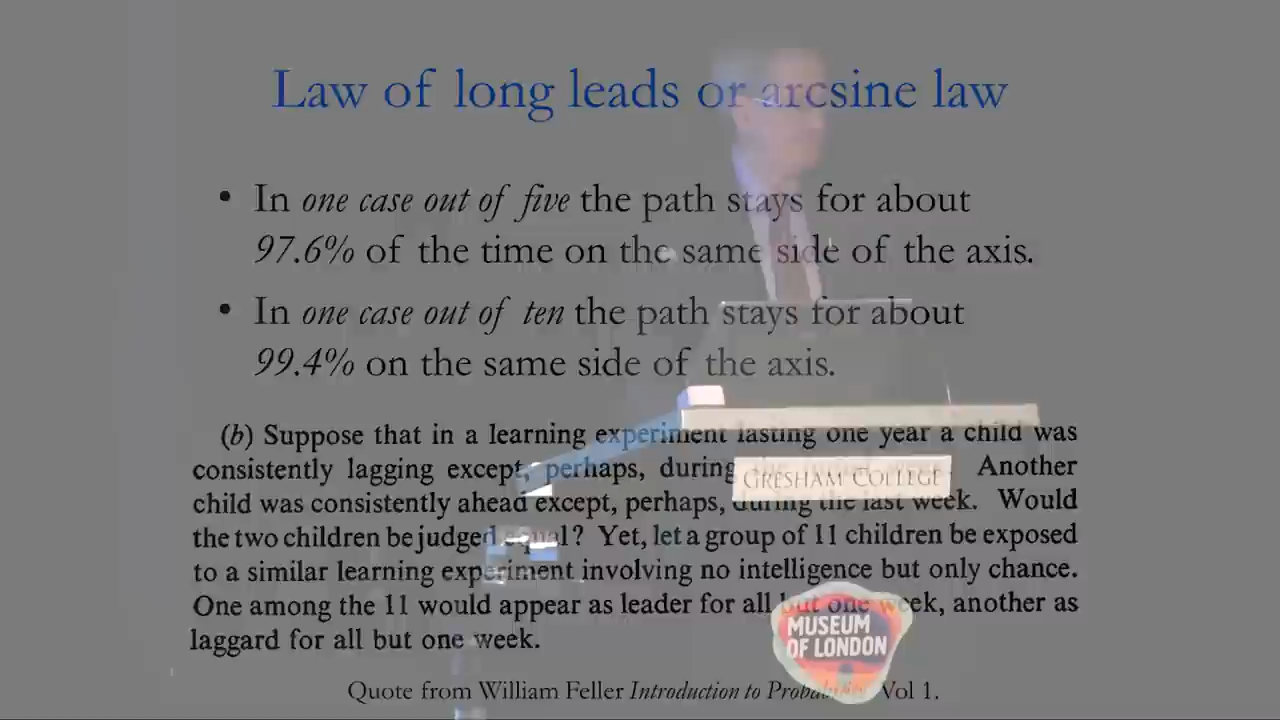 Law of long leads or arcsine law
• In one case out of five the path stays for about
97.6% of the time on the same side of the axis.
• In one case out of ten the path stays for about
99.4% on the same side of the axis.
(b) Suppose that in a learning experiment lasting one year a child was
consistently lagging except, perhaps, during Another
child was consistently ahead except, perhaps, during the last week. Would
the two children be judged equal? Yet, let a group of 11 children be exposed
to a similar learning experiment involving no intelligence but only chance.
One among the 11 would appear as leader for all but one week, another as
laggard for all but one week.
Quote from William Feller Introduction to Probability Vol 1.
GRESHAM COLLEGE
MUSEUM
OF LONDON